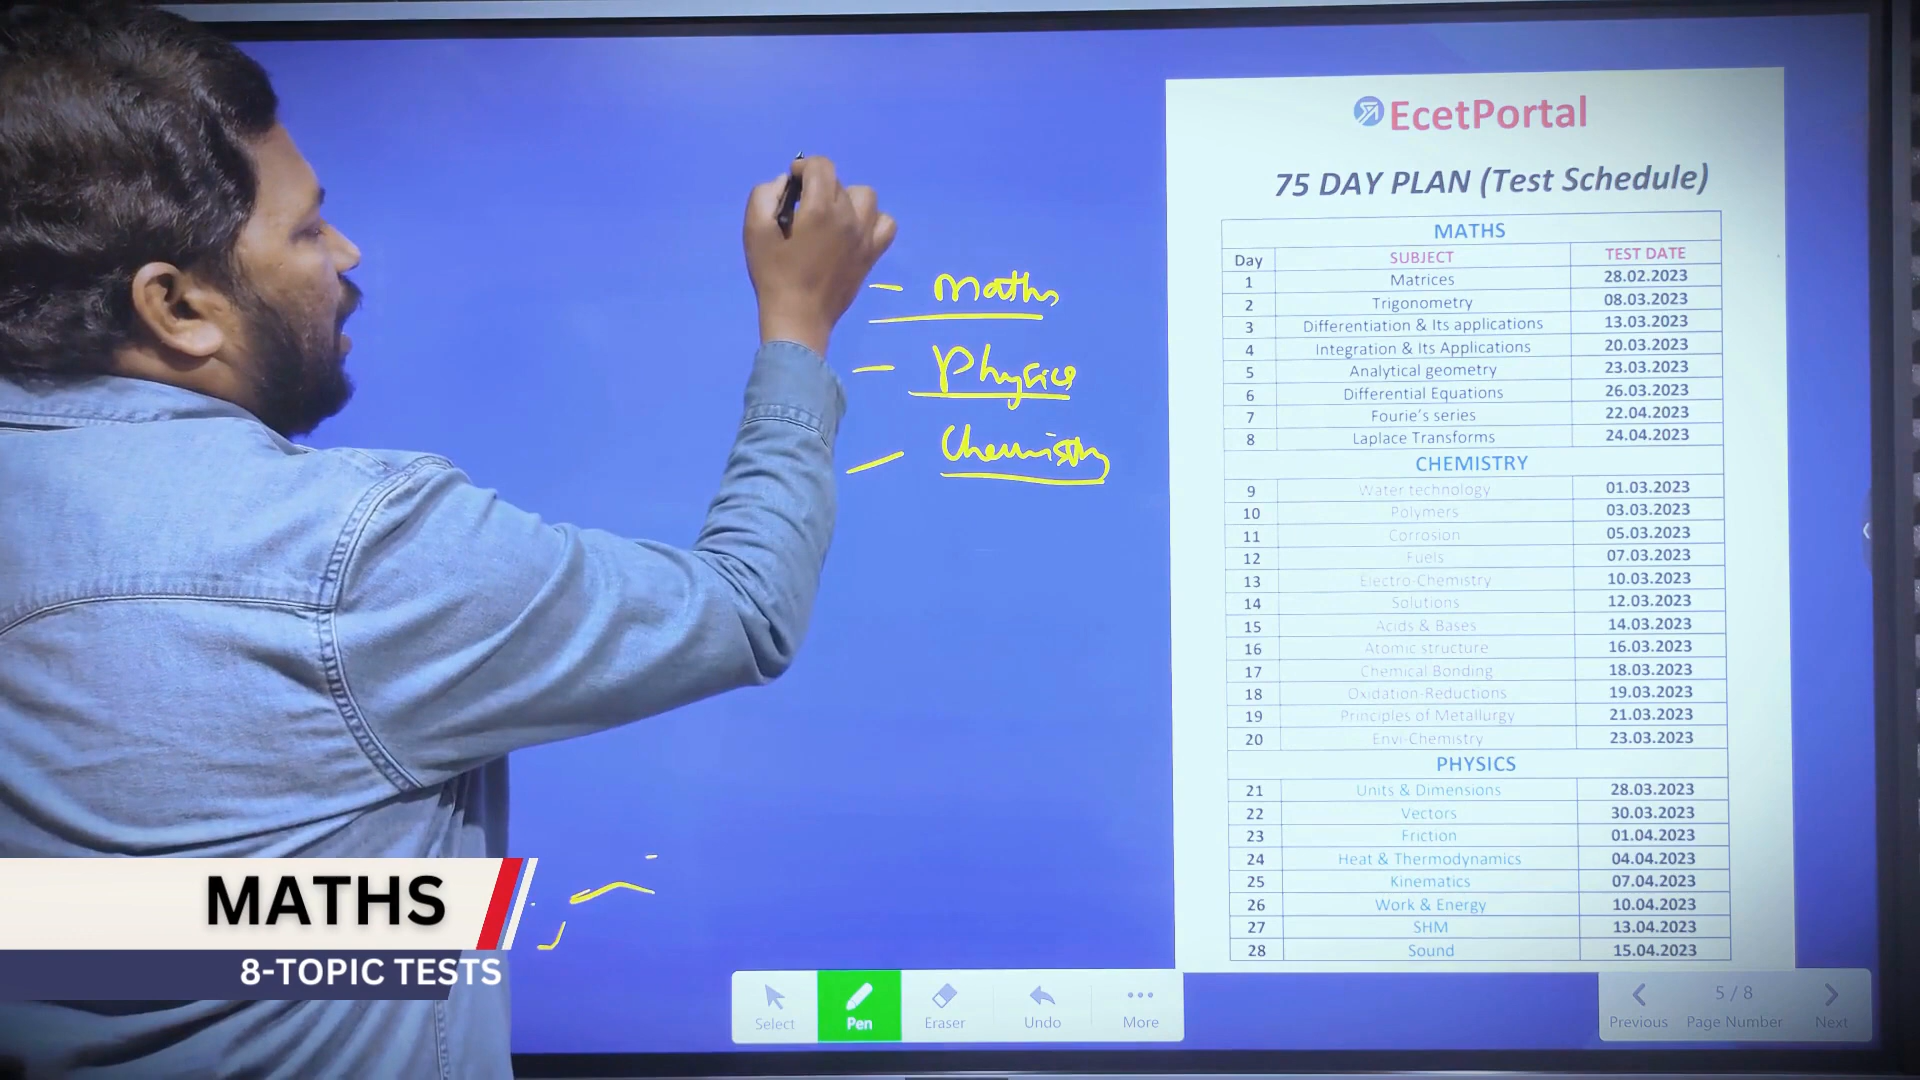 Maths
Physics
Chemistry
EcetPortal
75 DAY PLAN (Test Schedule)
MATHS
Day SUBJECT TEST DATE
1 Matrices 28.02.2023
2 Trigonometry 08.03.2023
3 Differentiation & Its applications 13.03.2023
4 Integration & Its Applications 20.03.2023
5 Analytical geometry 23.03.2023
6 Differential Equations 26.03.2023
7 Fourie's series 22.04.2023
8 Laplace Transforms 24.04.2023
CHEMISTRY
9 Water technology 01.03.2023
10 Polymers 03.03.2023
11 Corrosion 05.03.2023
12 Fuels 07.03.2023
13 Electro-Chemistry 10.03.2023
14 Solutions 12.03.2023
15 Acids & Bases 14.03.2023
16 Atomic structure 16.03.2023
17 Chemical Bonding 18.03.2023
18 Oxidation-Reductions 19.03.2023
19 Principles of Metallurgy 21.03.2023
20 Envi-Chemistry 23.03.2023
PHYSICS
21 Units & Dimensions 28.03.2023
22 Vectors 30.03.2023
23 Friction 01.04.2023
24 Heat & Thermodynamics 04.04.2023
25 Kinematics 07.04.2023
26 Work & Energy 10.04.2023
27 SHM 13.04.2023
28 Sound 15.04.2023
MATHS
8-TOPIC TESTS
Select Pen Eraser Undo More
5 / 8
Previous Page Number Next